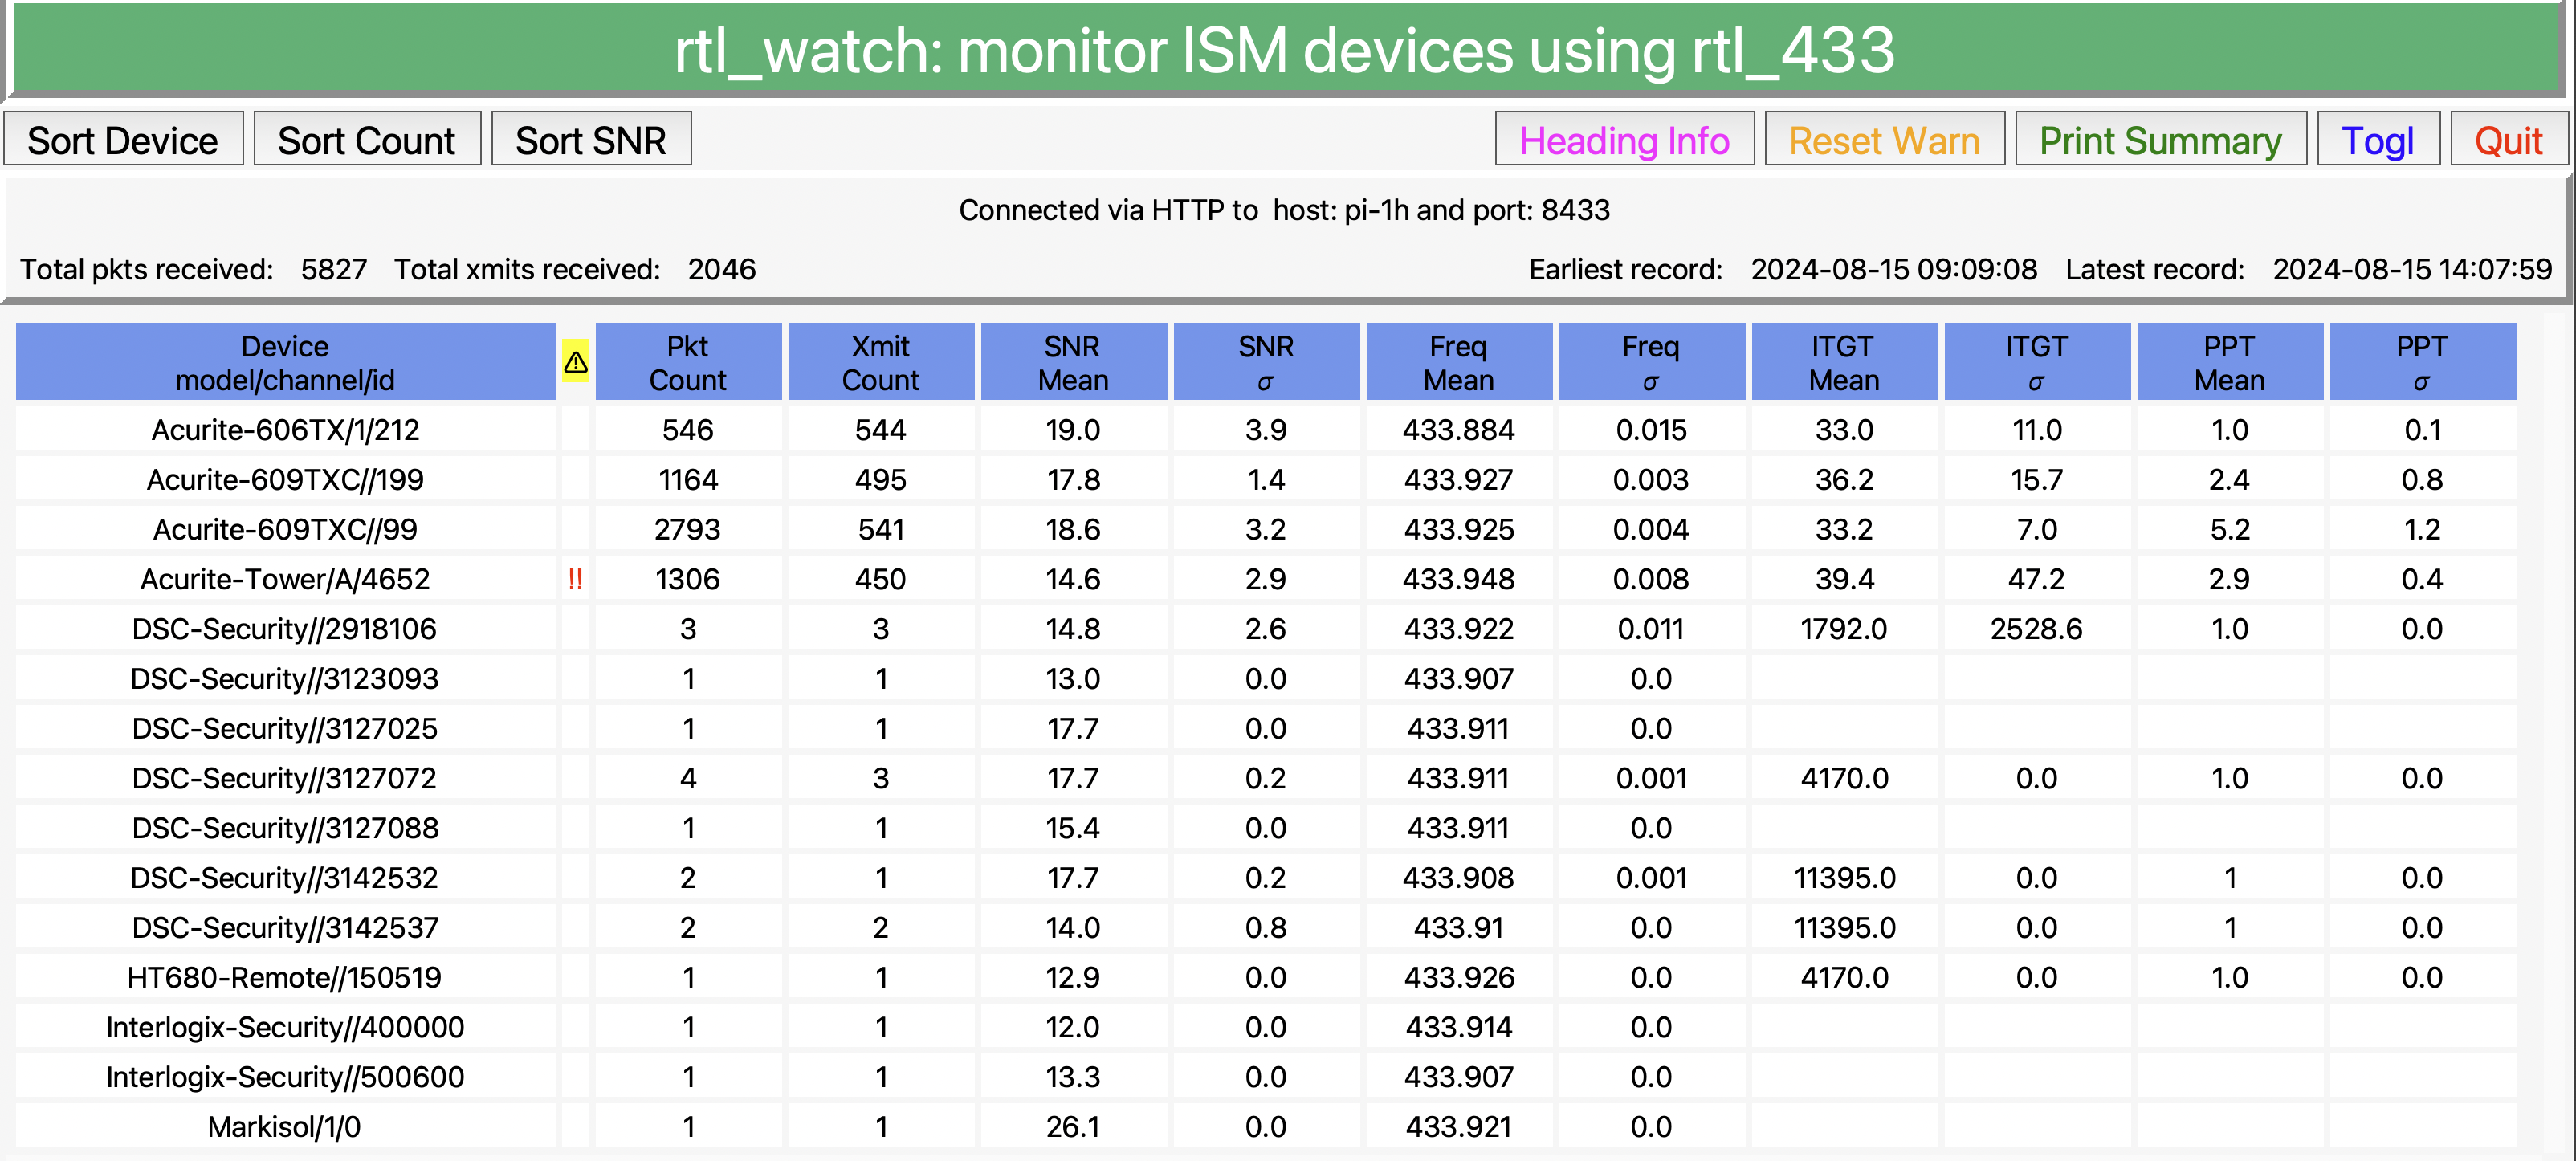 rtl_watch: monitor ISM devices using rtl_433
Sort Device Sort Count Sort SNR Heading Info Reset Warn Print Summary Togl Quit
Connected via HTTP to host: pi-1h and port: 8433
Total pkts received: 5827 Total xmits received: 2046 Earliest record: 2024-08-15 09:09:08 Latest record: 2024-08-15 14:07:59
Device Pkt Xmit SNR SNR Freq Freq ITGT ITGT PPT PPT
model/channel/id ⚠ Count Count Mean σ Mean σ Mean σ Mean σ
Acurite-606TX/1/212 546 544 19.0 3.9 433.884 0.015 33.0 11.0 1.0 0.1
Acurite-609TXC//199 1164 495 17.8 1.4 433.927 0.003 36.2 15.7 2.4 0.8
Acurite-609TXC//99 2793 541 18.6 3.2 433.925 0.004 33.2 7.0 5.2 1.2
Acurite-Tower/A/4652 !! 1306 450 14.6 2.9 433.948 0.008 39.4 47.2 2.9 0.4
DSC-Security//2918106 3 3 14.8 2.6 433.922 0.011 1792.0 2528.6 1.0 0.0
DSC-Security//3123093 1 1 13.0 0.0 433.907 0.0
DSC-Security//3127025 1 1 17.7 0.0 433.911 0.0
DSC-Security//3127072 4 3 17.7 0.2 433.911 0.001 4170.0 0.0 1.0 0.0
DSC-Security//3127088 1 1 15.4 0.0 433.911 0.0
DSC-Security//3142532 2 1 17.7 0.2 433.908 0.001 11395.0 0.0 1 0.0
DSC-Security//3142537 2 2 14.0 0.8 433.91 0.0 11395.0 0.0 1 0.0
HT680-Remote//150519 1 1 12.9 0.0 433.926 0.0 4170.0 0.0 1.0 0.0
Interlogix-Security//400000 1 1 12.0 0.0 433.914 0.0
Interlogix-Security//500600 1 1 13.3 0.0 433.907 0.0
Markisol/1/0 1 1 26.1 0.0 433.921 0.0